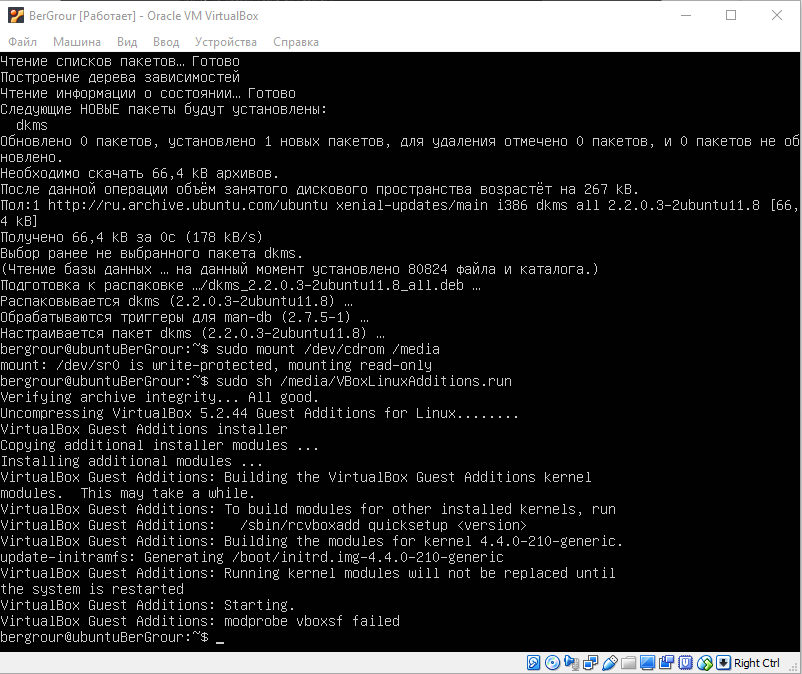 BerGrour [Работает] - Oracle VM VirtualBox
Файл Машина Вид Ввод Устройства Справка
Чтение списков пакетов… Готово
Построение дерева зависимостей
Чтение информации о состоянии… Готово
Следующие НОВЫЕ пакеты будут установлены:
dkms
Обновлено 0 пакетов, установлено 1 новых пакетов, для удаления отмечено 0 пакетов, и 0 пакетов не об
новлено.
Необходимо скачать 66,4 kB архивов.
После данной операции объём занятого дискового пространства возрастёт на 267 kB.
Пол:1 http://ru.archive.ubuntu.com/ubuntu xenial-updates/main i386 dkms all 2.2.0.3-2ubuntu11.8 [66,
4 kB]
Получено 66,4 kB за 0с (178 kB/s)
Выбор ранее не выбранного пакета dkms.
(Чтение базы данных … на данный момент установлено 80824 файла и каталога.)
Подготовка к распаковке …/dkms_2.2.0.3-2ubuntu11.8_all.deb …
Распаковывается dkms (2.2.0.3-2ubuntu11.8) …
Обрабатываются триггеры для man-db (2.7.5-1) …
Настраивается пакет dkms (2.2.0.3-2ubuntu11.8) …
bergrour@ubuntuBerGrour:~$ sudo mount /dev/cdrom /media
mount: /dev/sr0 is write-protected, mounting read-only
bergrour@ubuntuBerGrour:~$ sudo sh /media/VBoxLinuxAdditions.run
Verifying archive integrity... All good.
Uncompressing VirtualBox 5.2.44 Guest Additions for Linux........
VirtualBox Guest Additions installer
Copying additional installer modules ...
Installing additional modules ...
VirtualBox Guest Additions: Building the VirtualBox Guest Additions kernel
modules.  This may take a while.
VirtualBox Guest Additions: To build modules for other installed kernels, run
VirtualBox Guest Additions:   /sbin/rcvboxadd quicksetup <version>
VirtualBox Guest Additions: Building the modules for kernel 4.4.0-210-generic.
update-initramfs: Generating /boot/initrd.img-4.4.0-210-generic
VirtualBox Guest Additions: Running kernel modules will not be replaced until
the system is restarted
VirtualBox Guest Additions: Starting.
VirtualBox Guest Additions: modprobe vboxsf failed
bergrour@ubuntuBerGrour:~$ _
Right Ctrl